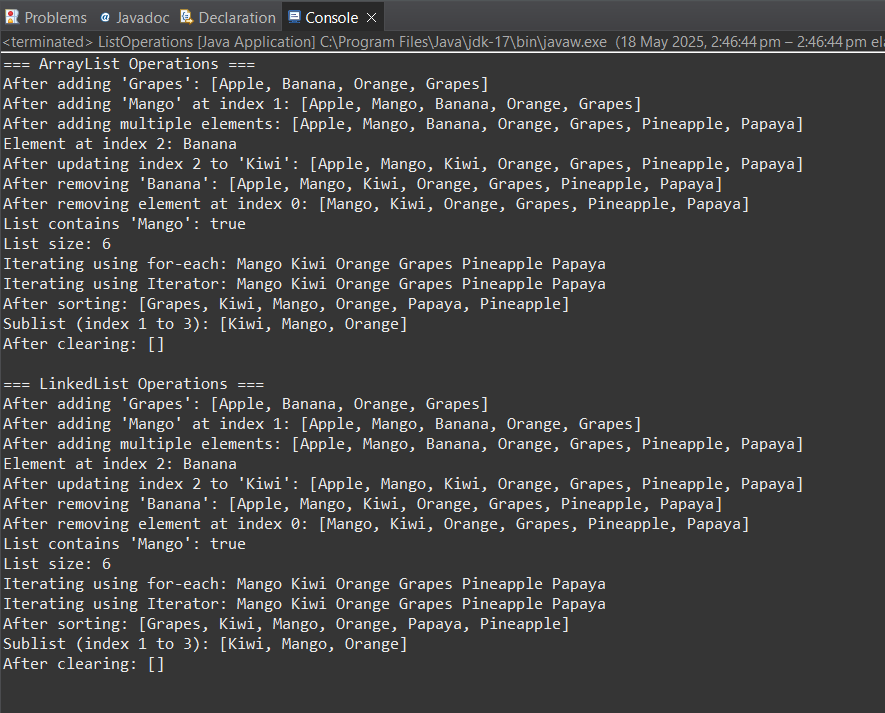 Problems Javadoc Declaration Console
<terminated> ListOperations [Java Application] C:\Program Files\Java\jdk-17\bin\javaw.exe (18 May 2025, 2:46:44 pm – 2:46:44 pm ela
=== ArrayList Operations ===
After adding 'Grapes': [Apple, Banana, Orange, Grapes]
After adding 'Mango' at index 1: [Apple, Mango, Banana, Orange, Grapes]
After adding multiple elements: [Apple, Mango, Banana, Orange, Grapes, Pineapple, Papaya]
Element at index 2: Banana
After updating index 2 to 'Kiwi': [Apple, Mango, Kiwi, Orange, Grapes, Pineapple, Papaya]
After removing 'Banana': [Apple, Mango, Kiwi, Orange, Grapes, Pineapple, Papaya]
After removing element at index 0: [Mango, Kiwi, Orange, Grapes, Pineapple, Papaya]
List contains 'Mango': true
List size: 6
Iterating using for-each: Mango Kiwi Orange Grapes Pineapple Papaya
Iterating using Iterator: Mango Kiwi Orange Grapes Pineapple Papaya
After sorting: [Grapes, Kiwi, Mango, Orange, Papaya, Pineapple]
Sublist (index 1 to 3): [Kiwi, Mango, Orange]
After clearing: []

=== LinkedList Operations ===
After adding 'Grapes': [Apple, Banana, Orange, Grapes]
After adding 'Mango' at index 1: [Apple, Mango, Banana, Orange, Grapes]
After adding multiple elements: [Apple, Mango, Banana, Orange, Grapes, Pineapple, Papaya]
Element at index 2: Banana
After updating index 2 to 'Kiwi': [Apple, Mango, Kiwi, Orange, Grapes, Pineapple, Papaya]
After removing 'Banana': [Apple, Mango, Kiwi, Orange, Grapes, Pineapple, Papaya]
After removing element at index 0: [Mango, Kiwi, Orange, Grapes, Pineapple, Papaya]
List contains 'Mango': true
List size: 6
Iterating using for-each: Mango Kiwi Orange Grapes Pineapple Papaya
Iterating using Iterator: Mango Kiwi Orange Grapes Pineapple Papaya
After sorting: [Grapes, Kiwi, Mango, Orange, Papaya, Pineapple]
Sublist (index 1 to 3): [Kiwi, Mango, Orange]
After clearing: []